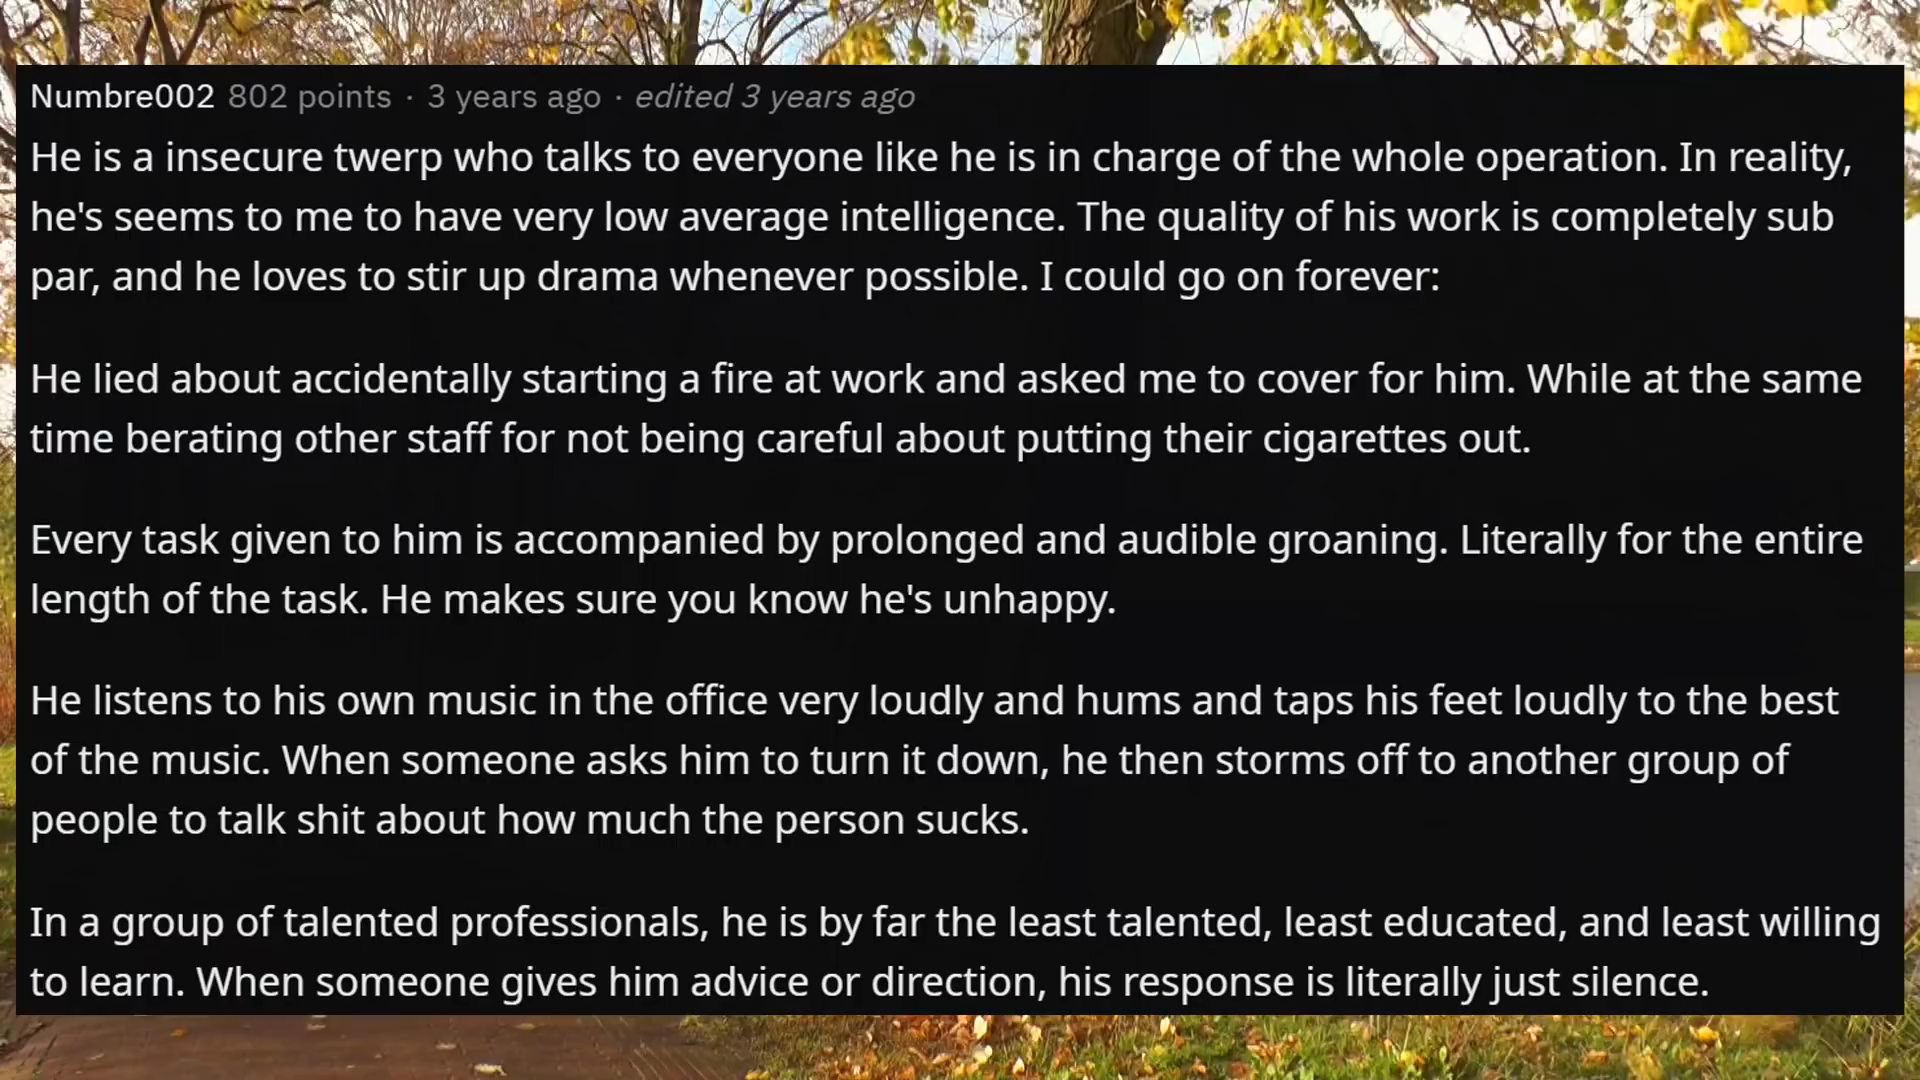 Numbre002 802 points · 3 years ago · edited 3 years ago
He is a insecure twerp who talks to everyone like he is in charge of the whole operation. In reality,
he's seems to me to have very low average intelligence. The quality of his work is completely sub
par, and he loves to stir up drama whenever possible. I could go on forever:
He lied about accidentally starting a fire at work and asked me to cover for him. While at the same
time berating other staff for not being careful about putting their cigarettes out.
Every task given to him is accompanied by prolonged and audible groaning. Literally for the entire
length of the task. He makes sure you know he's unhappy.
He listens to his own music in the office very loudly and hums and taps his feet loudly to the best
of the music. When someone asks him to turn it down, he then storms off to another group of
people to talk shit about how much the person sucks.
In a group of talented professionals, he is by far the least talented, least educated, and least willing
to learn. When someone gives him advice or direction, his response is literally just silence.